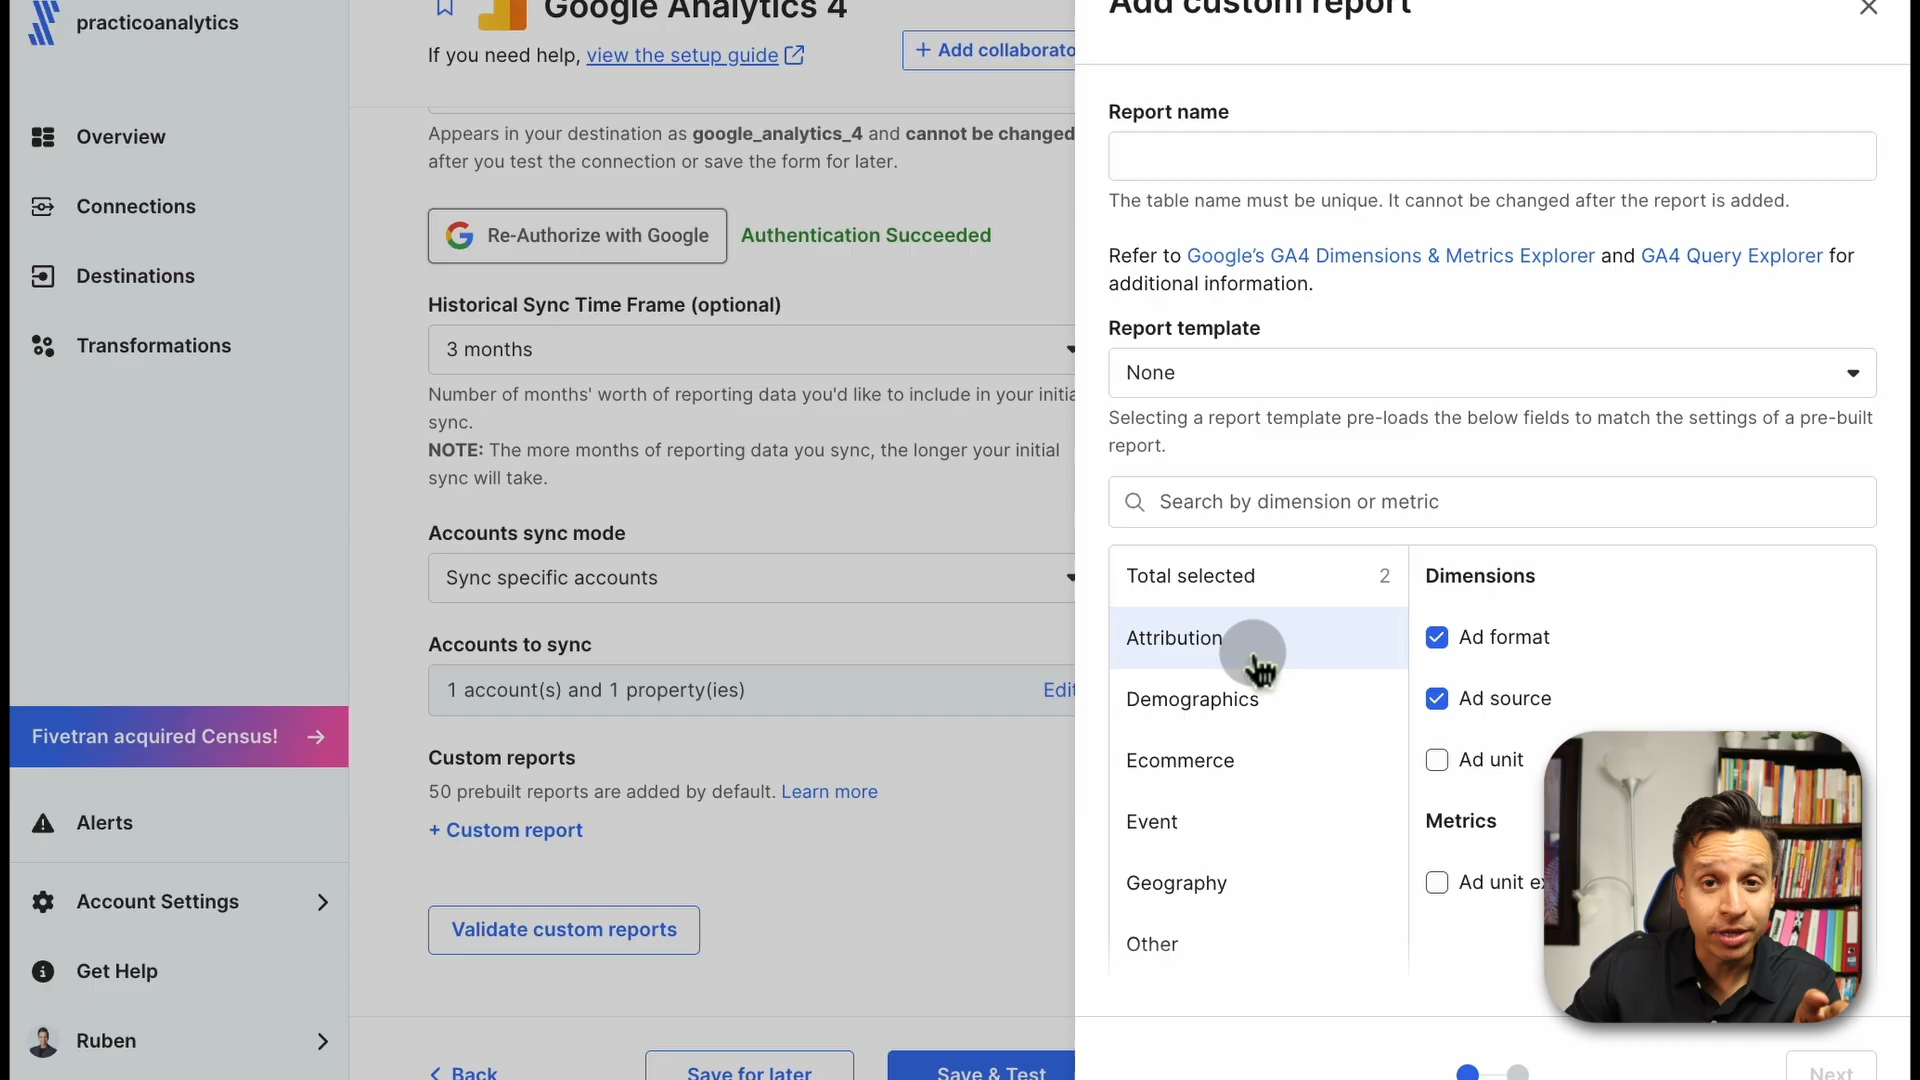 practicoanalytics
Overview
Connections
Destinations
Transformations
Fivetran acquired Census!
Alerts
Account Settings
Get Help
Ruben
Google Analytics 4
If you need help, view the setup guide
+ Add collaborato
Appears in your destination as google_analytics_4 and cannot be changed
after you test the connection or save the form for later.
Re-Authorize with Google
Authentication Succeeded
Historical Sync Time Frame (optional)
3 months
Number of months' worth of reporting data you'd like to include in your initia
sync.
NOTE: The more months of reporting data you sync, the longer your initial
sync will take.
Accounts sync mode
Sync specific accounts
Accounts to sync
1 account(s) and 1 property(ies)
Edit
Custom reports
50 prebuilt reports are added by default. Learn more
+ Custom report
Validate custom reports
Back
Save for later
Save & Test
Add custom report
Report name
The table name must be unique. It cannot be changed after the report is added.
Refer to Google's GA4 Dimensions & Metrics Explorer and GA4 Query Explorer for
additional information.
Report template
None
Selecting a report template pre-loads the below fields to match the settings of a pre-built
report.
Search by dimension or metric
Total selected 2
Attribution
Demographics
Ecommerce
Event
Geography
Other
Dimensions
Ad format
Ad source
Ad unit
Metrics
Ad unit ex
Next